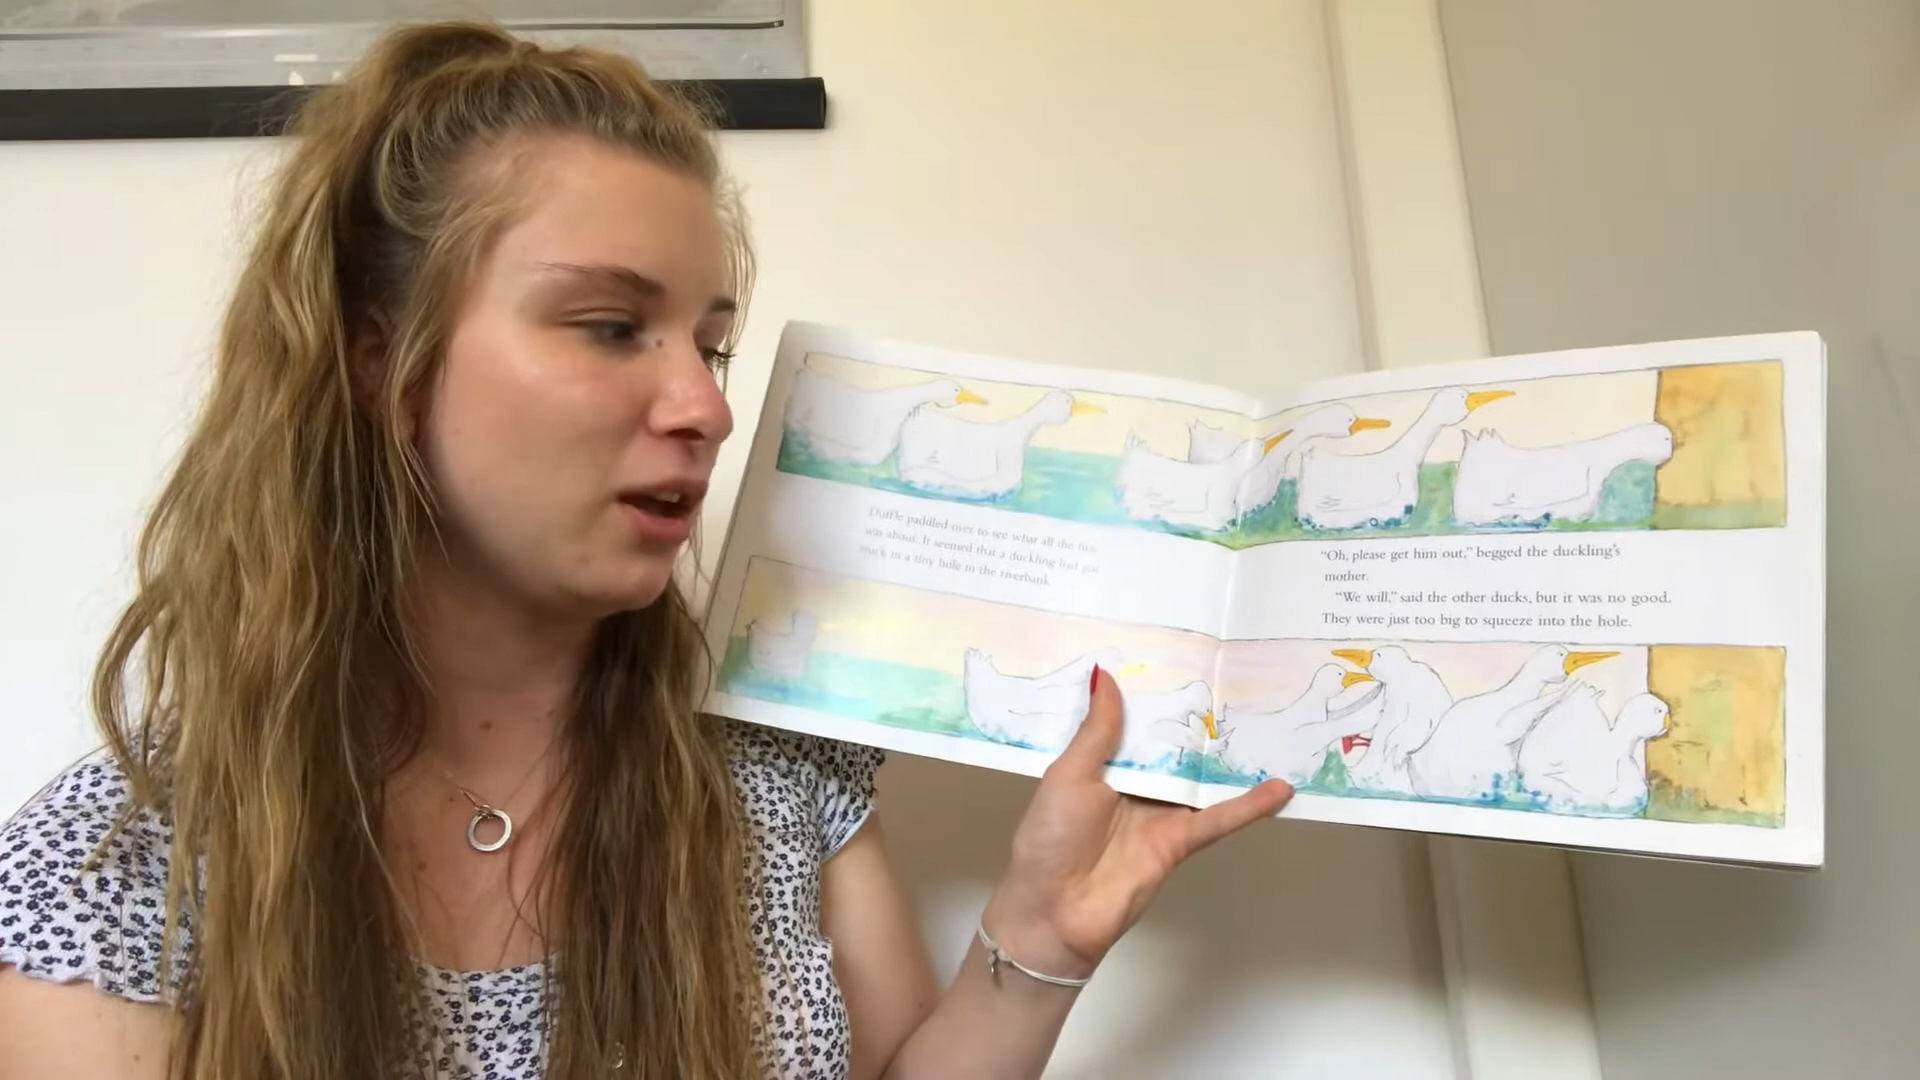 Duffle paddled over to see what all the fuss
was about. It seemed that a duckling had got
stuck in a tiny hole in the riverbank.
“Oh, please get him out,” begged the duckling’s
mother.
“We will,” said the other ducks, but it was no good.
They were just too big to squeeze into the hole.